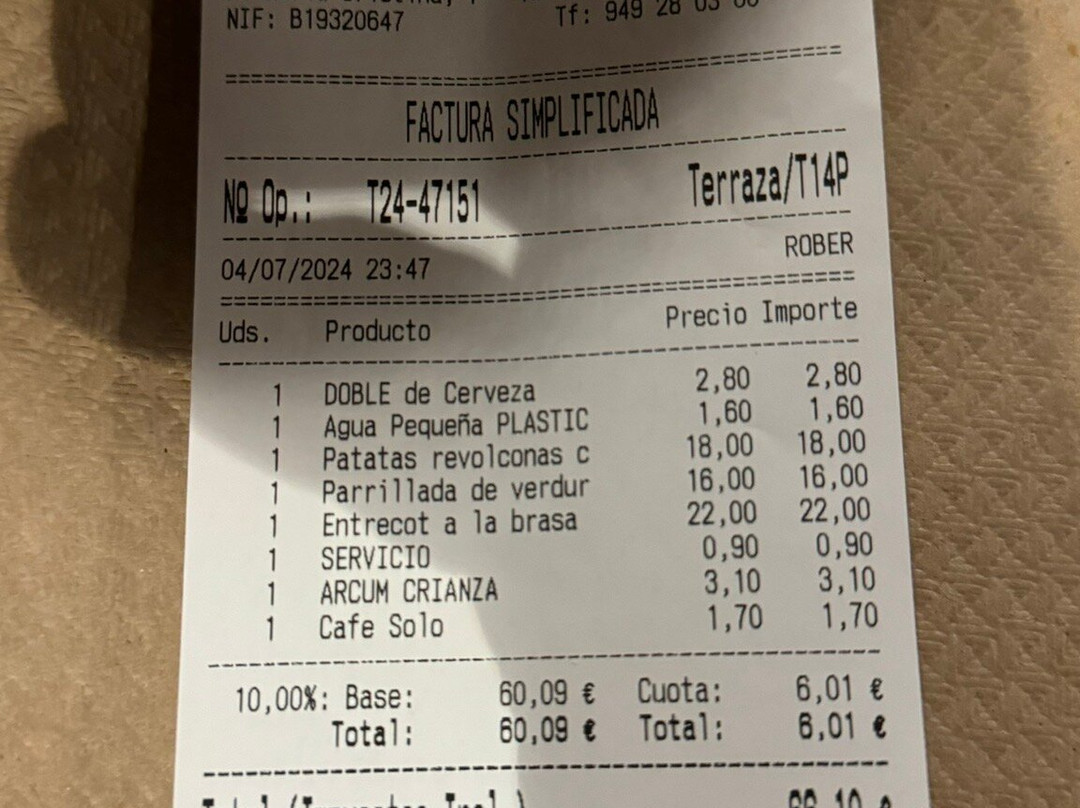 NIF: B19320647 Tf: 949 28 03
================================================
FACTURA SIMPLIFICADA
------------------------------------------------
Nº Op.: T24-47151 Terraza/T14P
------------------------------------------------
ROBER
04/07/2024 23:47
================================================
Uds. Producto Precio Importe
------------------------------------------------
1 DOBLE de Cerveza 2,80 2,80
1 Agua Pequeña PLASTIC 1,60 1,60
1 Patatas revolconas c 18,00 18,00
1 Parrillada de verdur 16,00 16,00
1 Entrecot a la brasa 22,00 22,00
1 SERVICIO 0,90 0,90
1 ARCUM CRIANZA 3,10 3,10
1 Cafe Solo 1,70 1,70
------------------------------------------------
10,00%: Base: 60,09 € Cuota: 6,01 €
Total: 60,09 € Total: 6,01 €
------------------------------------------------